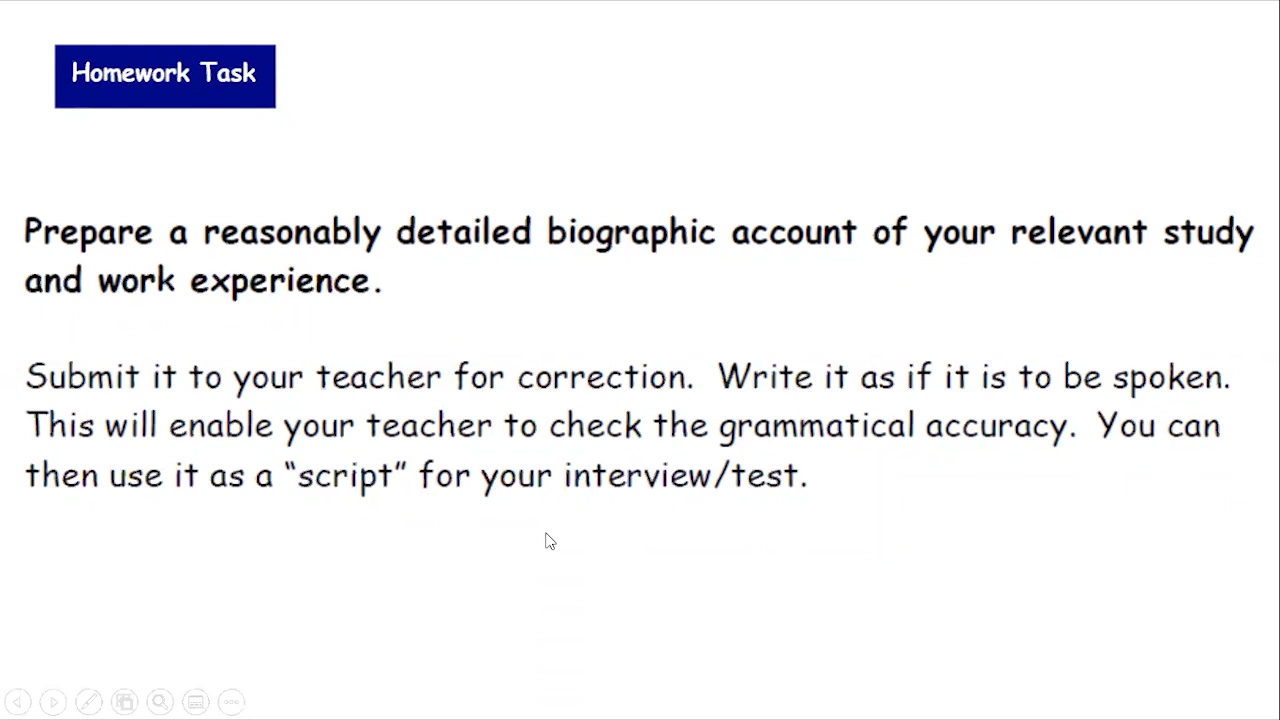 Homework Task
Prepare a reasonably detailed biographic account of your relevant study
and work experience.
Submit it to your teacher for correction.  Write it as if it is to be spoken.
This will enable your teacher to check the grammatical accuracy.  You can
then use it as a “script” for your interview/test.